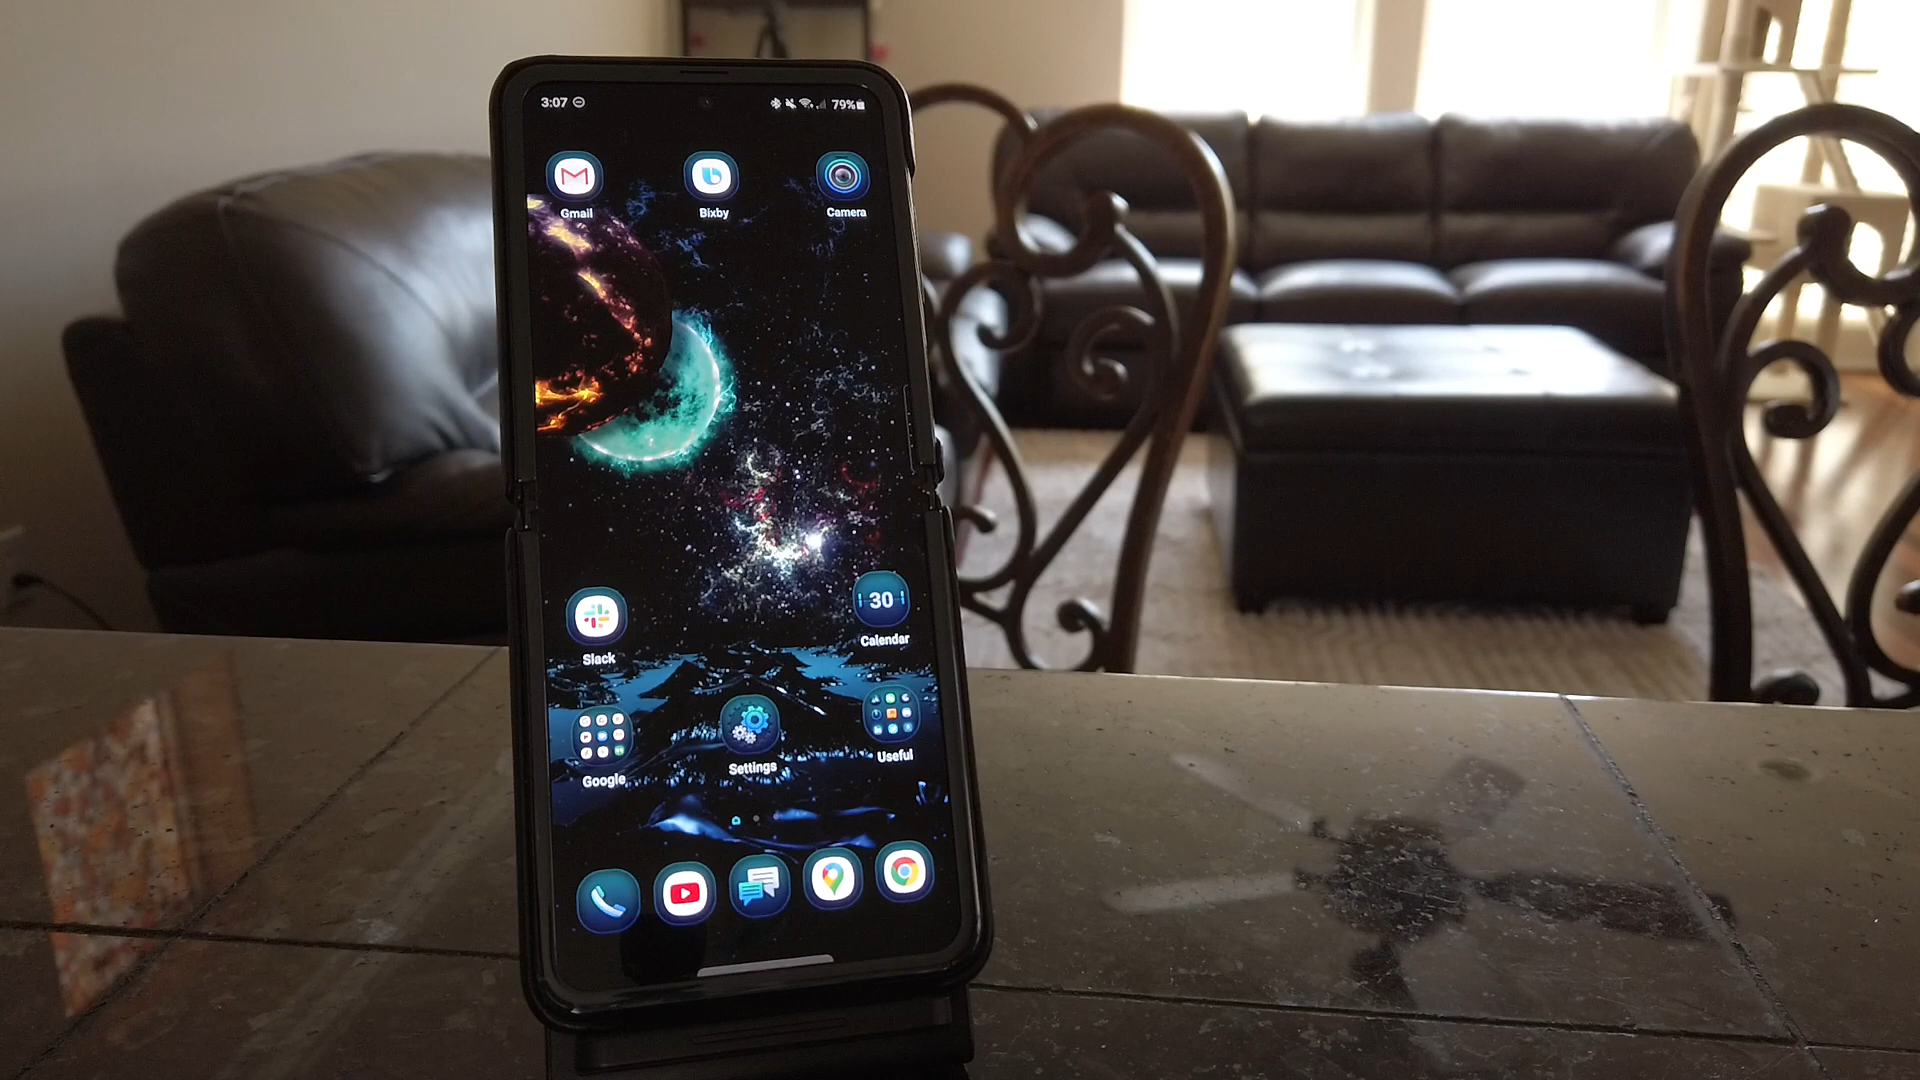 3:07 79%
Gmail Bixby Camera
30
Slack Calendar
Google Settings Useful